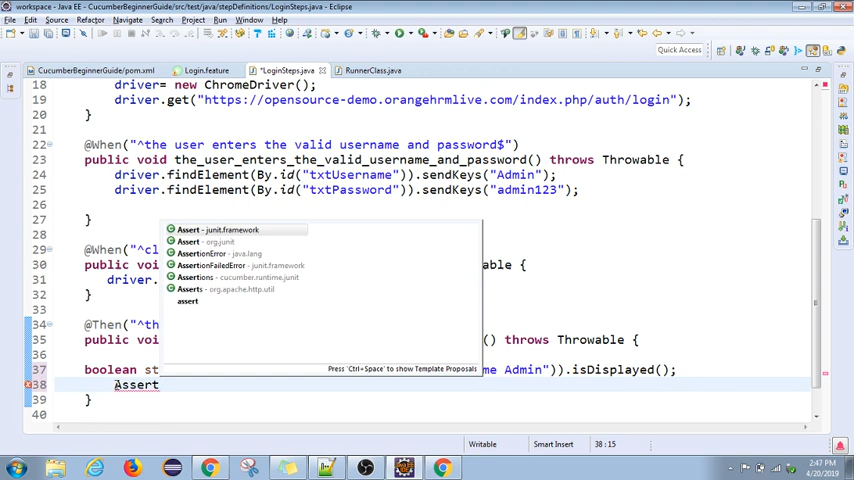 workspace - Java EE - CucumberBeginnerGuide/src/test/java/stepDefinitions/LoginSteps.java - Eclipse
File Edit Source Refactor Navigate Search Project Run Window Help
Quick Access
CucumberBeginnerGuide/pom.xml Login.feature *LoginSteps.java RunnerClass.java
18 driver= new ChromeDriver();
19 driver.get("https://opensource-demo.orangehrmlive.com/index.php/auth/login");
20 }
21
22 @When("^the user enters the valid username and password$")
23 public void the_user_enters_the_valid_username_and_password() throws Throwable {
24 driver.findElement(By.id("txtUsername")).sendKeys("Admin");
25 driver.findElement(By.id("txtPassword")).sendKeys("admin123");
26
27 }
28
29 @When("^cl
30 public voi able {
31 driver.
32 }
33
34 @Then("^th
35 public voi () throws Throwable {
36
37 boolean st me Admin")).isDisplayed();
38 Assert
39 }
40
Assert - junit.framework
Assert - org.junit
AssertionError - java.lang
AssertionFailedError - junit.framework
Assertions - cucumber.runtime.junit
Asserts - org.apache.http.util
assert
Press 'Ctrl+Space' to show Template Proposals
Writable Smart Insert 38 : 15
2:47 PM
4/20/2019